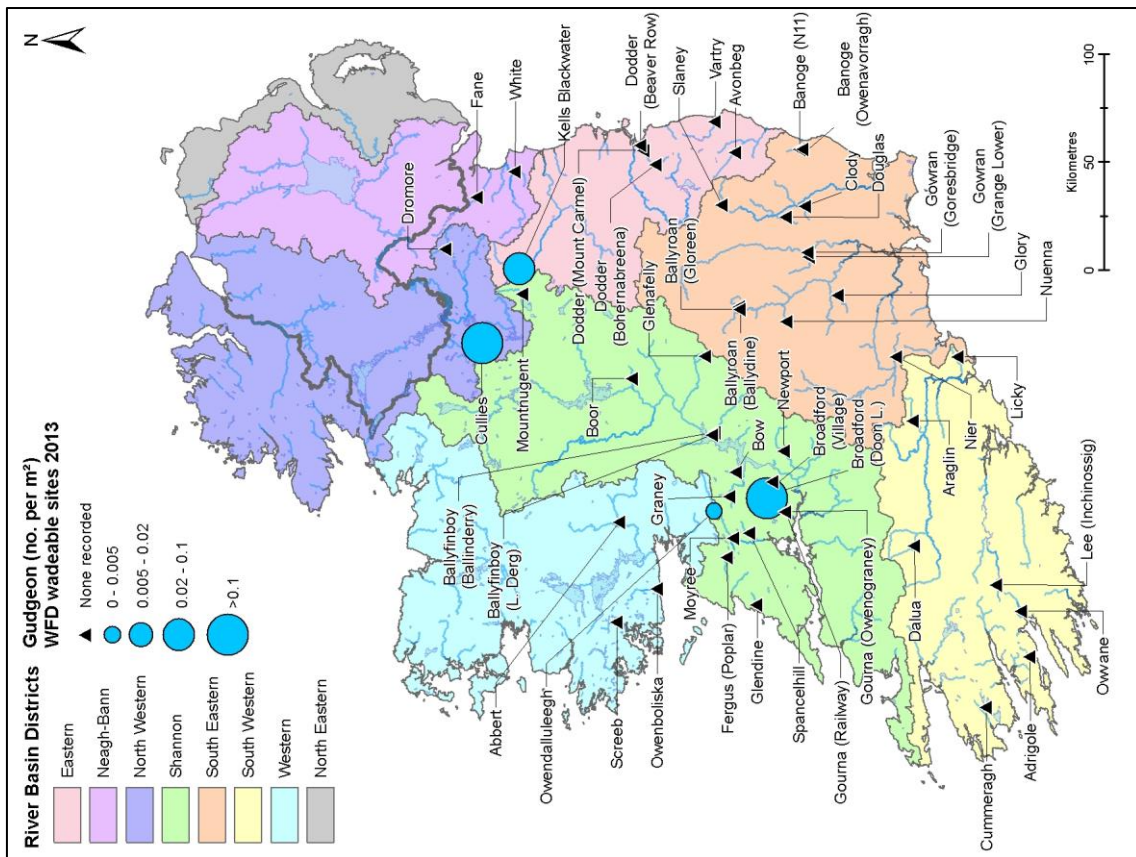 River Basin Districts
Eastern
Neagh-Bann
North Western
Shannon
South Eastern
South Western
Western
North Eastern
Gudgeon (no. per m²)
WFD wadeable sites 2013
None recorded
0 - 0.005
0.005 - 0.02
0.02 - 0.1
>0.1
N
Dromore
Fane
White
Kells Blackwater
Cullies
Mountnugent
Bor
Dodder (Mount Carmel)
Dodder
(Bohernabreena)
Dodder
(Beaver Row)
Slaney
Vartry
Avonbeg
Glenafelly
Ballyroan
(Gloreen)
Ballyroan
(Ballydine)
Banoge (N11)
Banoge
(Owenavorragh)
Clody
Douglas
Gowran
(Goresbridge)
Gowran
(Grange Lower)
Glory
Nuenna
Ballyfinboy
(Ballinderry)
Ballyfinboy
(L. Derg)
Abbert
Owendalluleegh
Screeb
Owenboliska
Graney
Bow
Newport
Broadford
(Village)
Broadford
(Doon L.)
Moyree
Fergus (Poplar)
Glendine
Spancelhill
Gourna (Railway)
Gourna (Owenograney)
Araglin
Nier
Licky
Dalua
Lee (Inchinossig)
Owvane
Adrigole
Cummeragh
0
50
100
Kilometres